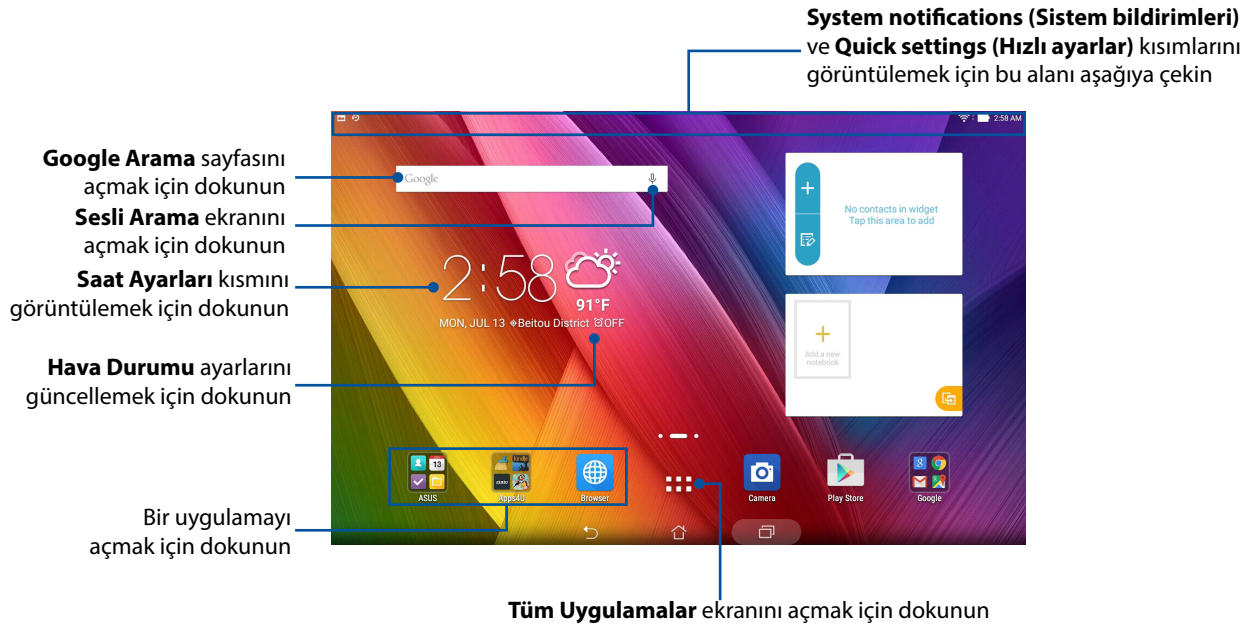 System notifications (Sistem bildirimleri)
ve Quick settings (Hızlı ayarlar) kısımlarını
görüntülemek için bu alanı aşağıya çekin
2:58 AM
Google Arama sayfasını
açmak için dokunun
Sesli Arama ekranını
açmak için dokunun
Saat Ayarları kısmını
görüntülemek için dokunun
Hava Durumu ayarlarını
güncellemek için dokunun
Bir uygulamayı
açmak için dokunun
Google
No contacts in widget
Tap this area to add
2:58
91°F
MON, JUL 13 Beitou District OFF
Add a new
notebook
13
kindle
zinio
8
ASUS
Apps4U
Browser
Camera
Play Store
Google
Tüm Uygulamalar ekranını açmak için dokunun